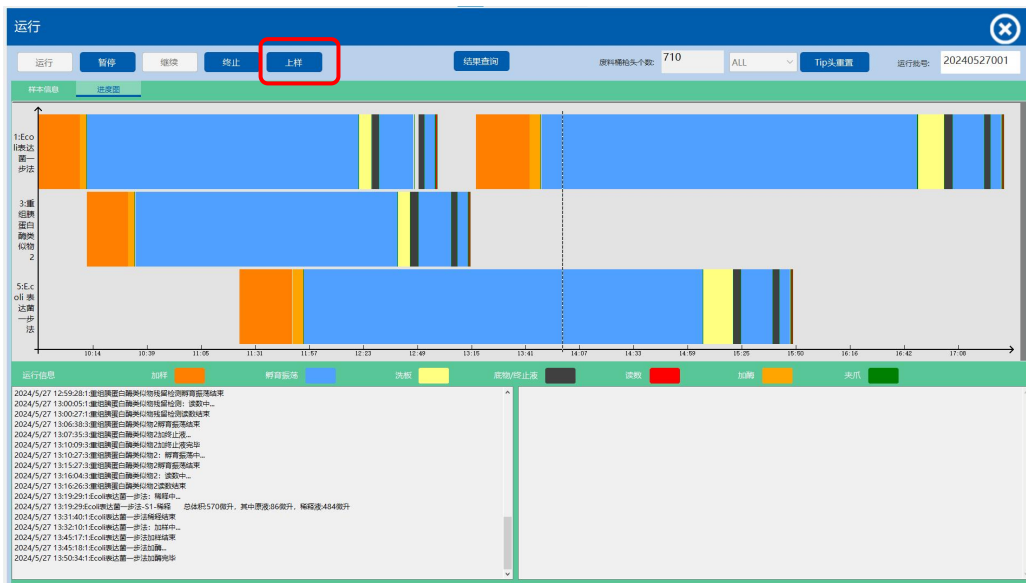 运行
运行 暂停 继续 终止 上样 结果查询 废料桶枪头个数: 710 ALL Tip头重置 运行批号: 20240527001
样本信息 进度图
1:Eco
li表达
菌一
步法
3:重
组胰
蛋白
酶类
似物
2
5:E.c
oli 表
达菌
一步
法
10:14 10:39 11:05 11:31 11:57 12:23 12:49 13:15 13:41 14:07 14:33 14:59 15:25 15:50 16:16 16:42 17:08
运行信息 加样 孵育振荡 洗板 底物/终止液 读数 加酶 夹爪
2024/5/27 12:59:28:1:重组胰蛋白酶类似物残留检测孵育振荡结束
2024/5/27 13:00:05:1:重组胰蛋白酶类似物残留检测: 读数中...
2024/5/27 13:00:27:1:重组胰蛋白酶类似物残留检测读数结束
2024/5/27 13:06:38:3:重组胰蛋白酶类似物2孵育振荡结束
2024/5/27 13:07:35:3:重组胰蛋白酶类似物2加终止液...
2024/5/27 13:10:09:3:重组胰蛋白酶类似物2加终止液完毕
2024/5/27 13:10:27:3:重组胰蛋白酶类似物2: 孵育振荡中...
2024/5/27 13:15:27:3:重组胰蛋白酶类似物2孵育振荡结束
2024/5/27 13:16:04:3:重组胰蛋白酶类似物2: 读数中...
2024/5/27 13:16:26:3:重组胰蛋白酶类似物2读数结束
2024/5/27 13:19:29:1:Ecoli表达菌一步法: 稀释中...
2024/5/27 13:19:29:Ecoli表达菌一步法-S1-稀释 总体积:570微升, 其中原液:86微升, 稀释液:484微升
2024/5/27 13:31:40:1:Ecoli表达菌一步法稀释结束
2024/5/27 13:32:10:1:Ecoli表达菌一步法: 加样中...
2024/5/27 13:45:17:1:Ecoli表达菌一步法加样结束
2024/5/27 13:45:18:1:Ecoli表达菌一步法加酶...
2024/5/27 13:50:34:1:Ecoli表达菌一步法加酶完毕